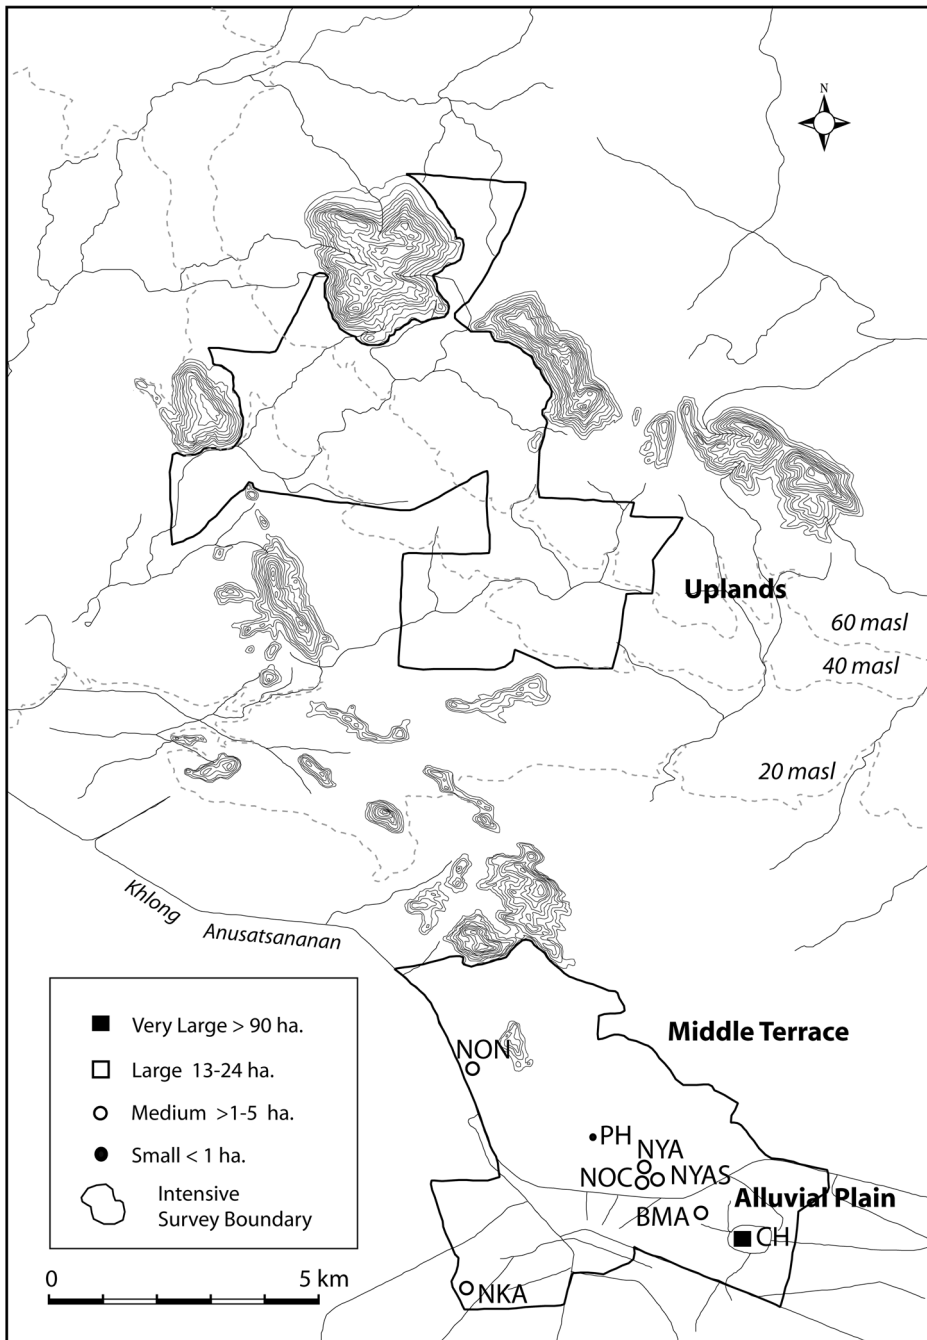 N
Uplands
60 masl
40 masl
20 masl
Khlong
Anusatsananan
Very Large > 90 ha.
Large 13-24 ha.
Medium >1-5 ha.
Small < 1 ha.
Intensive
Survey Boundary
0 5 km
Middle Terrace
NON
PH
NYA
NOC
NYAS
Alluvial Plain
BMA
CH
NKA